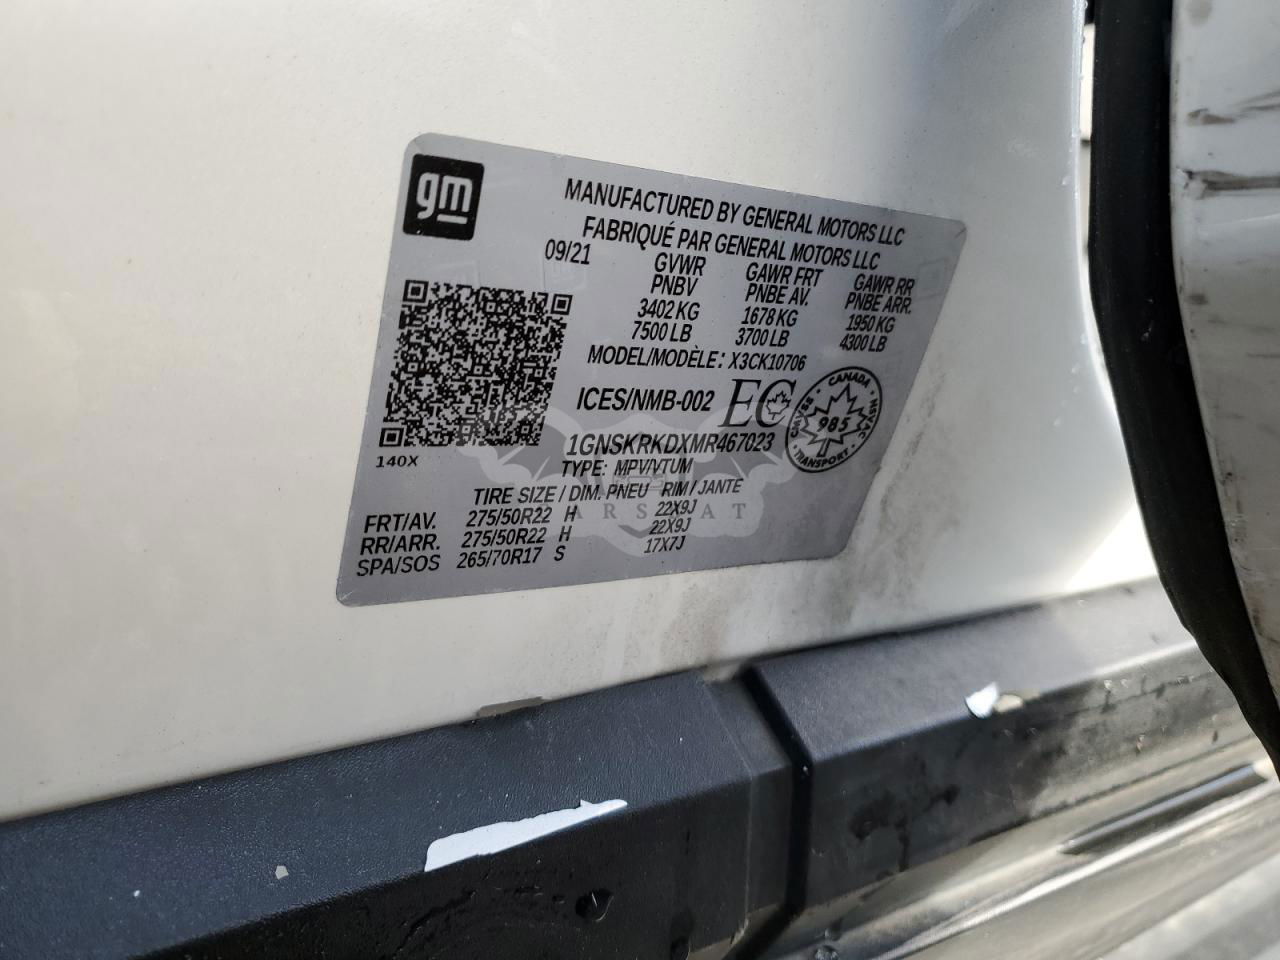 gm
MANUFACTURED BY GENERAL MOTORS LLC
FABRIQUÉ PAR GENERAL MOTORS LLC
09/21
GVWR GAWR FRT GAWR RR
PNBV PNBE AV. PNBE ARR.
3402 KG 1678 KG 1950 KG
7500 LB 3700 LB 4300 LB
MODEL/MODÈLE: X3CK10706
ICES/NMB-002 EC
CANADA
CMVSS NSVAC
985
TRANSPORT
1GNSKRKDXMR467023
140X
TYPE: MPV/VTUM
TIRE SIZE / DIM. PNEU RIM / JANTE
FRT/AV. 275/50R22 H 22X9J
RR/ARR. 275/50R22 H 22X9J
SPA/SOS 265/70R17 S 17X7J